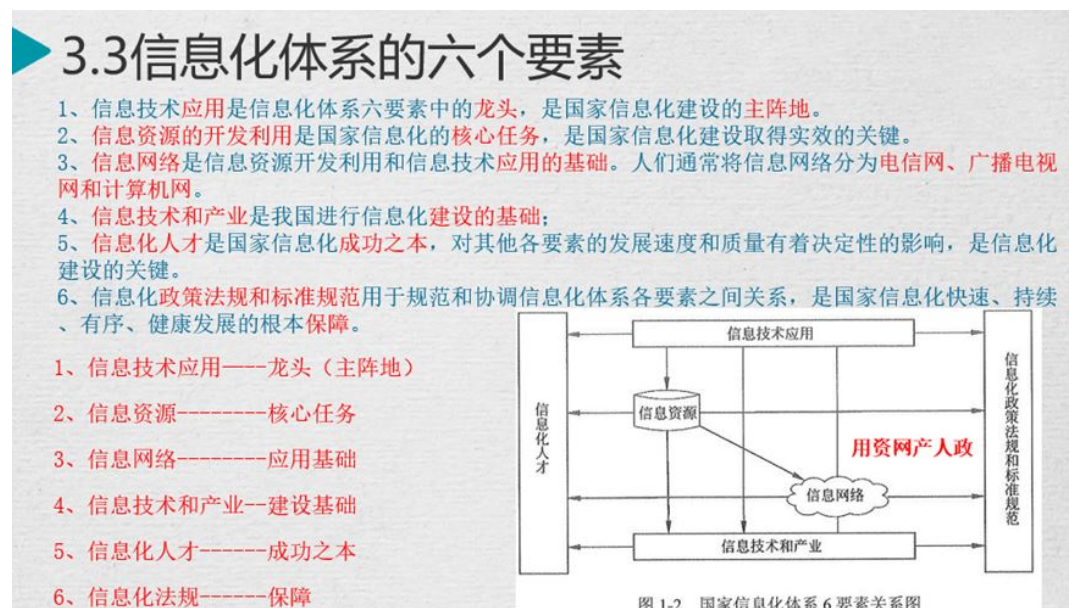 3.3信息化体系的六个要素
1、信息技术应用是信息化体系六要素中的龙头，是国家信息化建设的主阵地。
2、信息资源的开发利用是国家信息化的核心任务，是国家信息化建设取得实效的关键。
3、信息网络是信息资源开发利用和信息技术应用的基础。人们通常将信息网络分为电信网、广播电视
网和计算机网。
4、信息技术和产业是我国进行信息化建设的基础；
5、信息化人才是国家信息化成功之本，对其他各要素的发展速度和质量有着决定性的影响，是信息化
建设的关键。
6、信息化政策法规和标准规范用于规范和协调信息化体系各要素之间关系，是国家信息化快速、持续
、有序、健康发展的根本保障。
1、信息技术应用----龙头（主阵地）
2、信息资源--------核心任务
3、信息网络--------应用基础
4、信息技术和产业--建设基础
5、信息化人才------成功之本
6、信息化法规------保障
信息技术应用
信息化人才
信息资源
用资网产人政
信息网络
信息技术和产业
信息化政策法规和标准规范
图 1-2 国家信息化体系 6 要素关系图